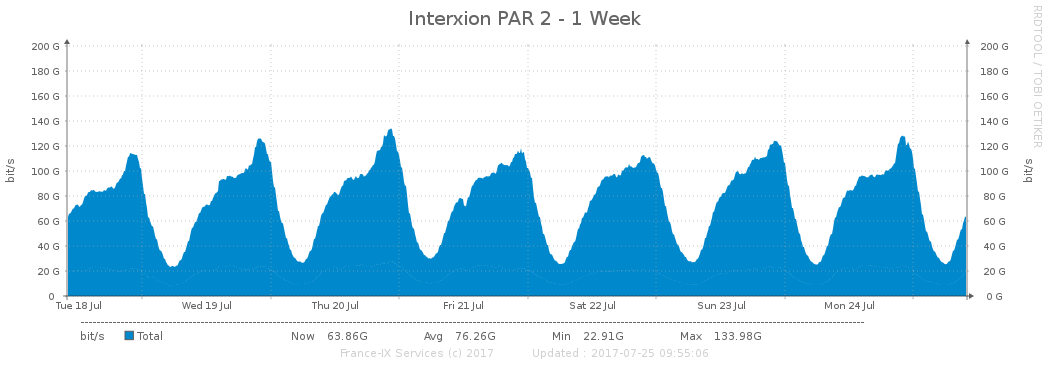 Interxion PAR 2 - 1 Week
RRDTOOL / TOBI OETIKER
200 G 200 G
180 G 180 G
160 G 160 G
140 G 140 G
120 G 120 G
100 G 100 G
80 G 80 G
60 G 60 G
40 G 40 G
20 G 20 G
0 0 G
bit/s
bit/s
Tue 18 Jul Wed 19 Jul Thu 20 Jul Fri 21 Jul Sat 22 Jul Sun 23 Jul Mon 24 Jul
bit/s Total Now 63.86G Avg 76.26G Min 22.91G Max 133.98G
France-IX Services (c) 2017 Updated : 2017-07-25 09:55:06